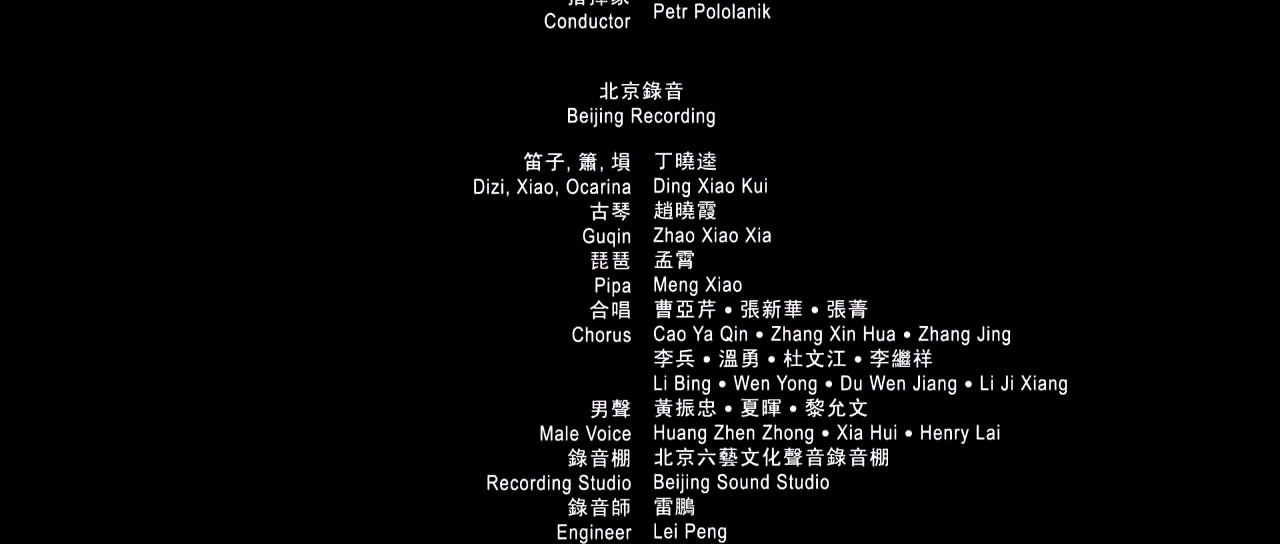 指揮家
Conductor Petr Pololanik
北京錄音
Beijing Recording
笛子, 簫, 塤 丁曉逵
Dizi, Xiao, Ocarina Ding Xiao Kui
古琴 趙曉霞
Guqin Zhao Xiao Xia
琵琶 孟霄
Pipa Meng Xiao
合唱 曹亞芹 • 張新華 • 張菁
Chorus Cao Ya Qin • Zhang Xin Hua • Zhang Jing
李兵 • 溫勇 • 杜文江 • 李繼祥
Li Bing • Wen Yong • Du Wen Jiang • Li Ji Xiang
男聲 黃振忠 • 夏暉 • 黎允文
Male Voice Huang Zhen Zhong • Xia Hui • Henry Lai
錄音棚 北京六藝文化聲音錄音棚
Recording Studio Beijing Sound Studio
錄音師 雷鵬
Engineer Lei Peng